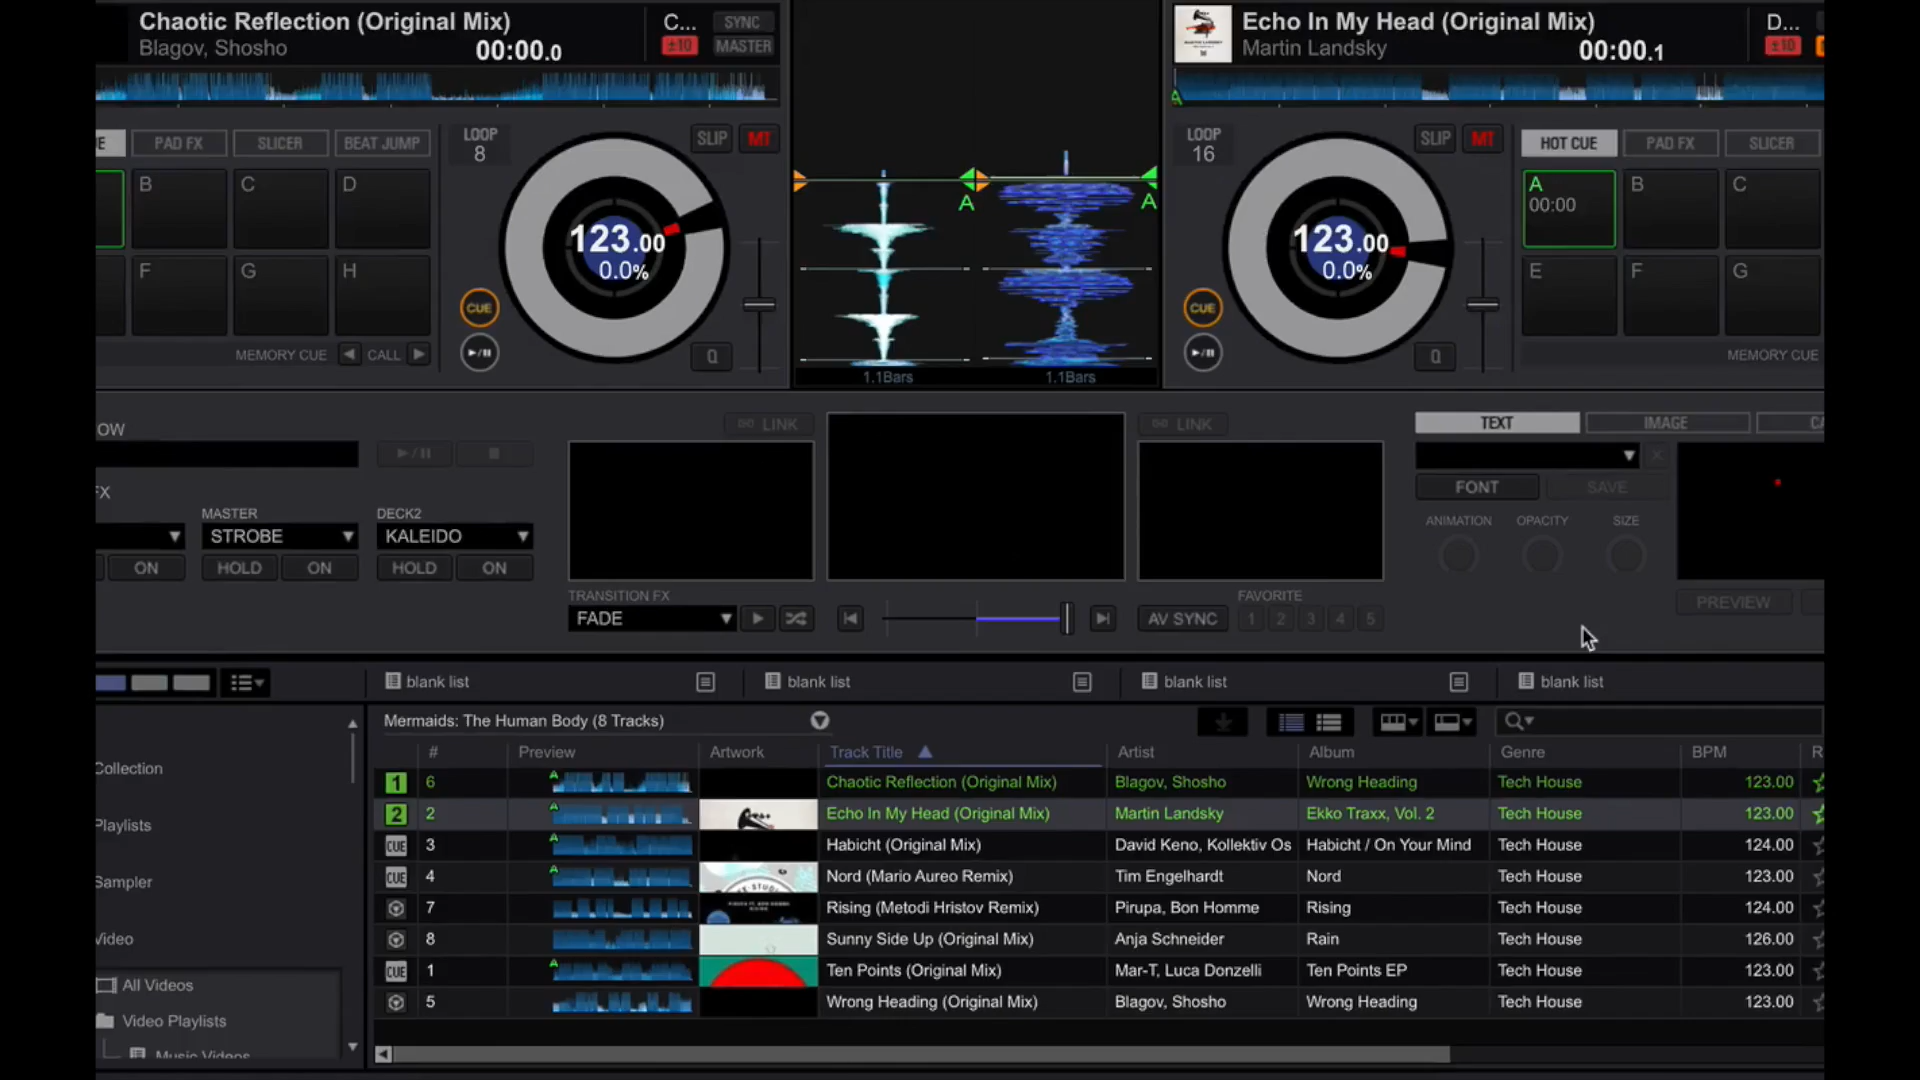 Chaotic Reflection (Original Mix)
C...
SYNC
Blagov, Shosho
00:00.0
±10
MASTER
Echo In My Head (Original Mix)
D...
Martin Landsky
00:00.1
±10
A
E
PAD FX
SLICER
BEAT JUMP
LOOP
8
SLIP
MT
B
C
D
F
G
H
123.00
0.0%
CUE
MEMORY CUE
CALL
Q
A
A
1.1Bars
1.1Bars
LOOP
16
SLIP
MT
HOT CUE
PAD FX
SLICER
A
00:00
B
C
E
F
G
123.00
0.0%
CUE
Q
MEMORY CUE
OW
FX
MASTER
DECK2
STROBE
KALEIDO
ON
HOLD
ON
HOLD
ON
LINK
LINK
TRANSITION FX
FADE
AV SYNC
FAVORITE
1 2 3 4 5
TEXT
IMAGE
CA
FONT
SAVE
ANIMATION
OPACITY
SIZE
PREVIEW
blank list
blank list
blank list
blank list
Collection
Playlists
Sampler
Video
All Videos
Video Playlists
Music Videos
Mermaids: The Human Body (8 Tracks)
# Preview Artwork Track Title Artist Album Genre BPM R
1 6 A Chaotic Reflection (Original Mix) Blagov, Shosho Wrong Heading Tech House 123.00
2 2 A Echo In My Head (Original Mix) Martin Landsky Ekko Traxx, Vol. 2 Tech House 123.00
CUE 3 A Habicht (Original Mix) David Keno, Kollektiv Os Habicht / On Your Mind Tech House 124.00
CUE 4 A Nord (Mario Aureo Remix) Tim Engelhardt Nord Tech House 123.00
7 Rising (Metodi Hristov Remix) Pirupa, Bon Homme Rising Tech House 124.00
8 Sunny Side Up (Original Mix) Anja Schneider Rain Tech House 126.00
CUE 1 A Ten Points (Original Mix) Mar-T, Luca Donzelli Ten Points EP Tech House 123.00
5 Wrong Heading (Original Mix) Blagov, Shosho Wrong Heading Tech House 123.00